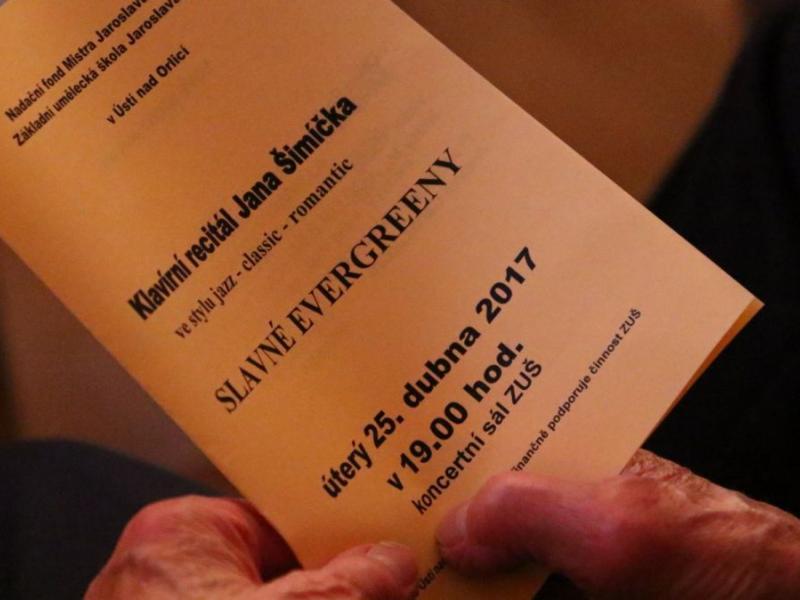 Nadační fond Mistra Jaroslava
Základní umělecká škola Jaroslava
v Ústí nad Orlicí
Klavírní recitál Jana Šimíčka
ve stylu jazz - classic - romantic
SLAVNÉ EVERGREENY
úterý 25. dubna 2017
v 19.00 hod.
koncertní sál ZUŠ
finančně podporuje činnost ZUŠ
Ústí